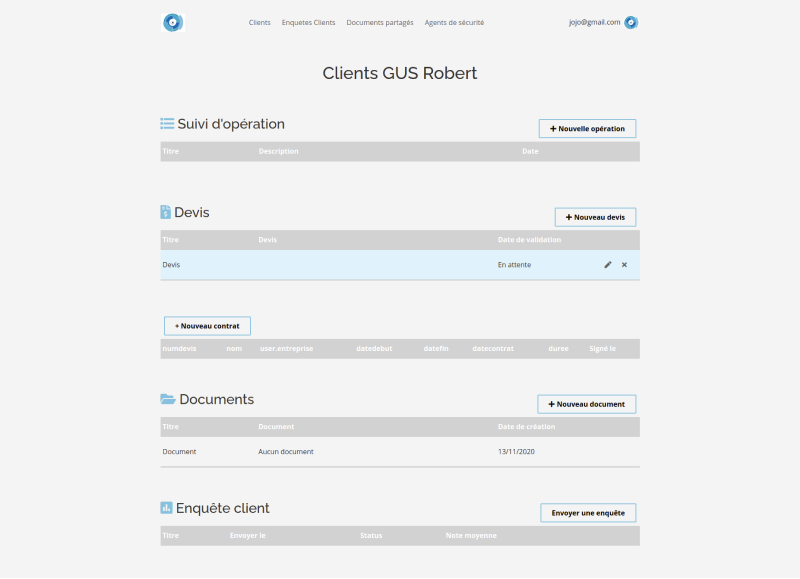 Clients Enquetes Clients Documents partagés Agents de sécurité jojo@gmail.com
Clients GUS Robert
Suivi d'opération
+ Nouvelle opération
Titre Description Date
Devis
+ Nouveau devis
Titre Devis Date de validation
Devis En attente
+ Nouveau contrat
numdevis nom user.entreprise datedebut datefin datecontrat duree Signé le
Documents
+ Nouveau document
Titre Document Date de création
Document Aucun document 13/11/2020
Enquête client
Envoyer une enquête
Titre Envoyer le Status Note moyenne